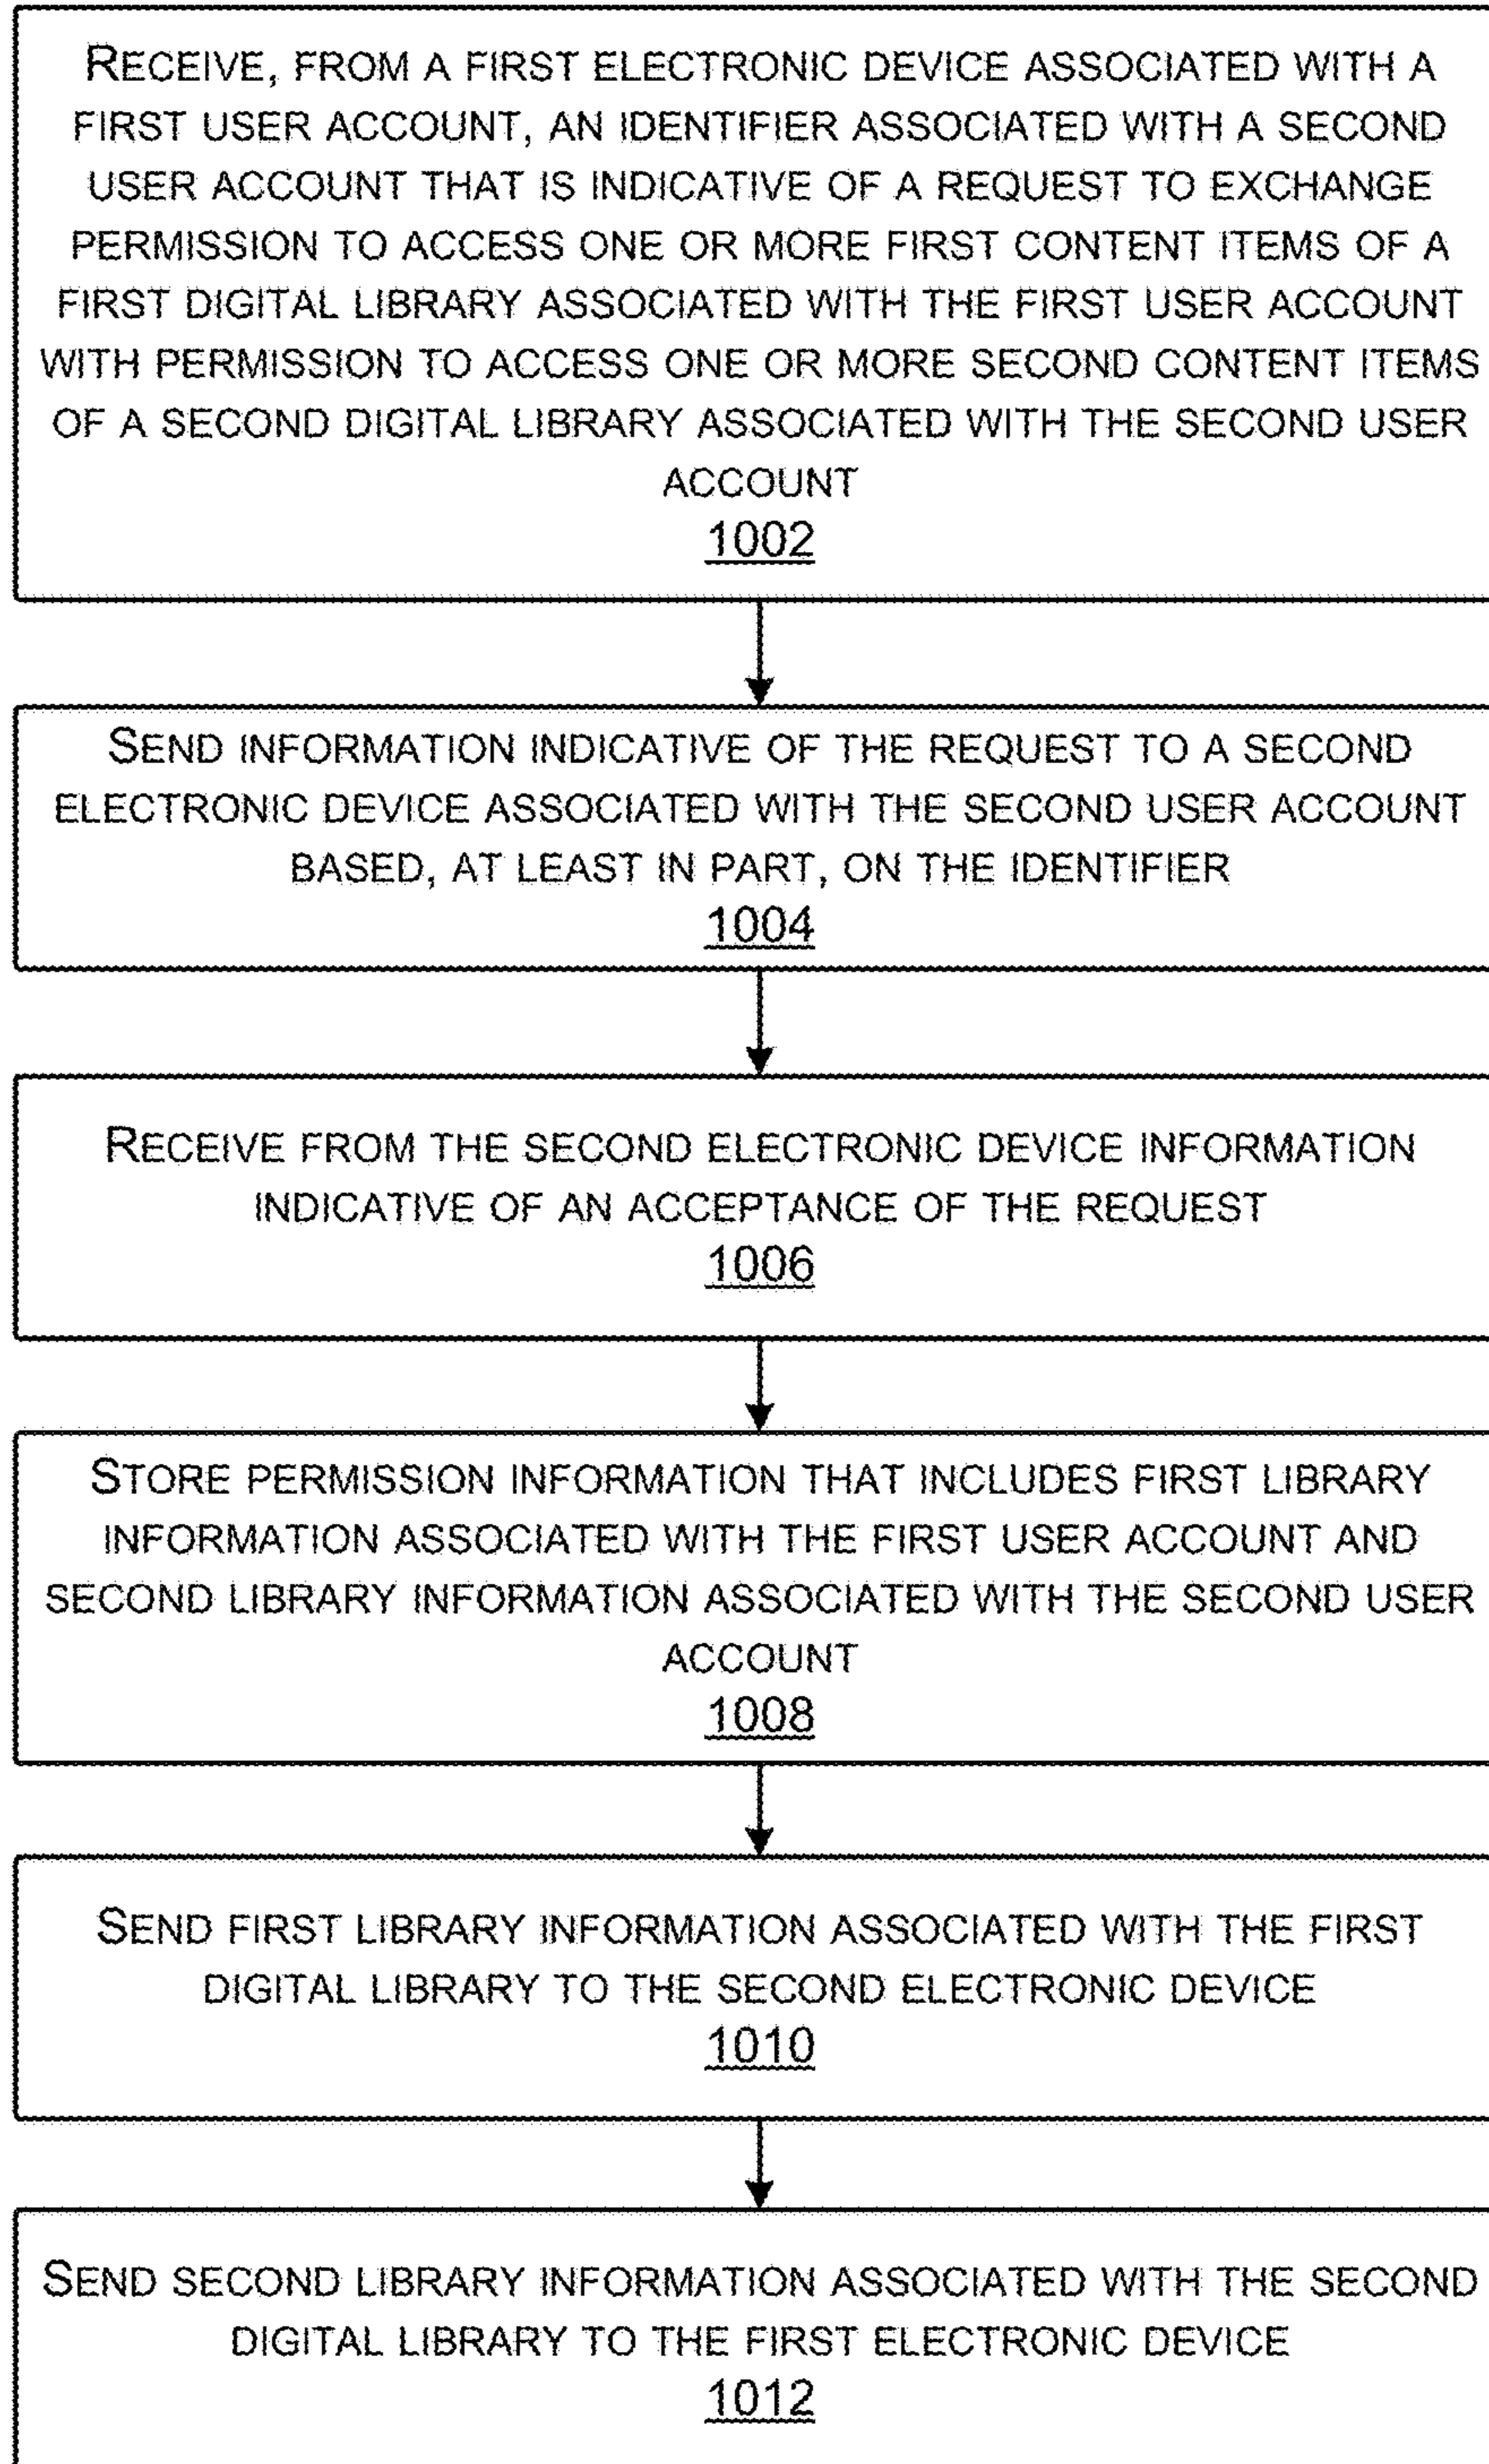 RECEIVE, FROM A FIRST ELECTRONIC DEVICE ASSOCIATED WITH A
FIRST USER ACCOUNT, AN IDENTIFIER ASSOCIATED WITH A SECOND
USER ACCOUNT THAT IS INDICATIVE OF A REQUEST TO EXCHANGE
PERMISSION TO ACCESS ONE OR MORE FIRST CONTENT ITEMS OF A
FIRST DIGITAL LIBRARY ASSOCIATED WITH THE FIRST USER ACCOUNT
WITH PERMISSION TO ACCESS ONE OR MORE SECOND CONTENT ITEMS
OF A SECOND DIGITAL LIBRARY ASSOCIATED WITH THE SECOND USER
ACCOUNT
1002
SEND INFORMATION INDICATIVE OF THE REQUEST TO A SECOND
ELECTRONIC DEVICE ASSOCIATED WITH THE SECOND USER ACCOUNT
BASED, AT LEAST IN PART, ON THE IDENTIFIER
1004
RECEIVE FROM THE SECOND ELECTRONIC DEVICE INFORMATION
INDICATIVE OF AN ACCEPTANCE OF THE REQUEST
1006
STORE PERMISSION INFORMATION THAT INCLUDES FIRST LIBRARY
INFORMATION ASSOCIATED WITH THE FIRST USER ACCOUNT AND
SECOND LIBRARY INFORMATION ASSOCIATED WITH THE SECOND USER
ACCOUNT
1008
SEND FIRST LIBRARY INFORMATION ASSOCIATED WITH THE FIRST
DIGITAL LIBRARY TO THE SECOND ELECTRONIC DEVICE
1010
SEND SECOND LIBRARY INFORMATION ASSOCIATED WITH THE SECOND
DIGITAL LIBRARY TO THE FIRST ELECTRONIC DEVICE
1012